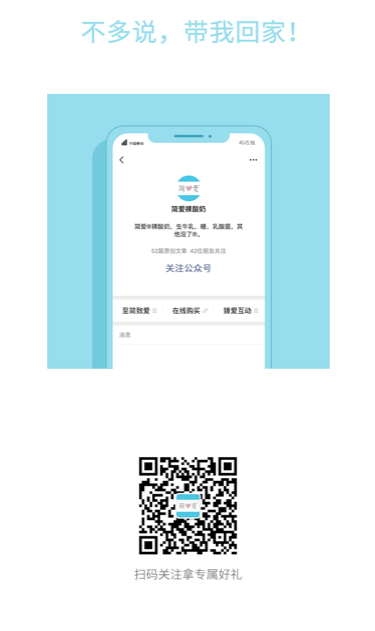 不多说，带我回家！
中国移动
4G在线
简爱
简爱裸酸奶
简爱®裸酸奶。生牛乳、糖、乳酸菌，其
他没了®。
52篇原创文章 42位朋友关注
关注公众号
至简致爱
在线购买
臻爱互动
消息
简爱
扫码关注拿专属好礼